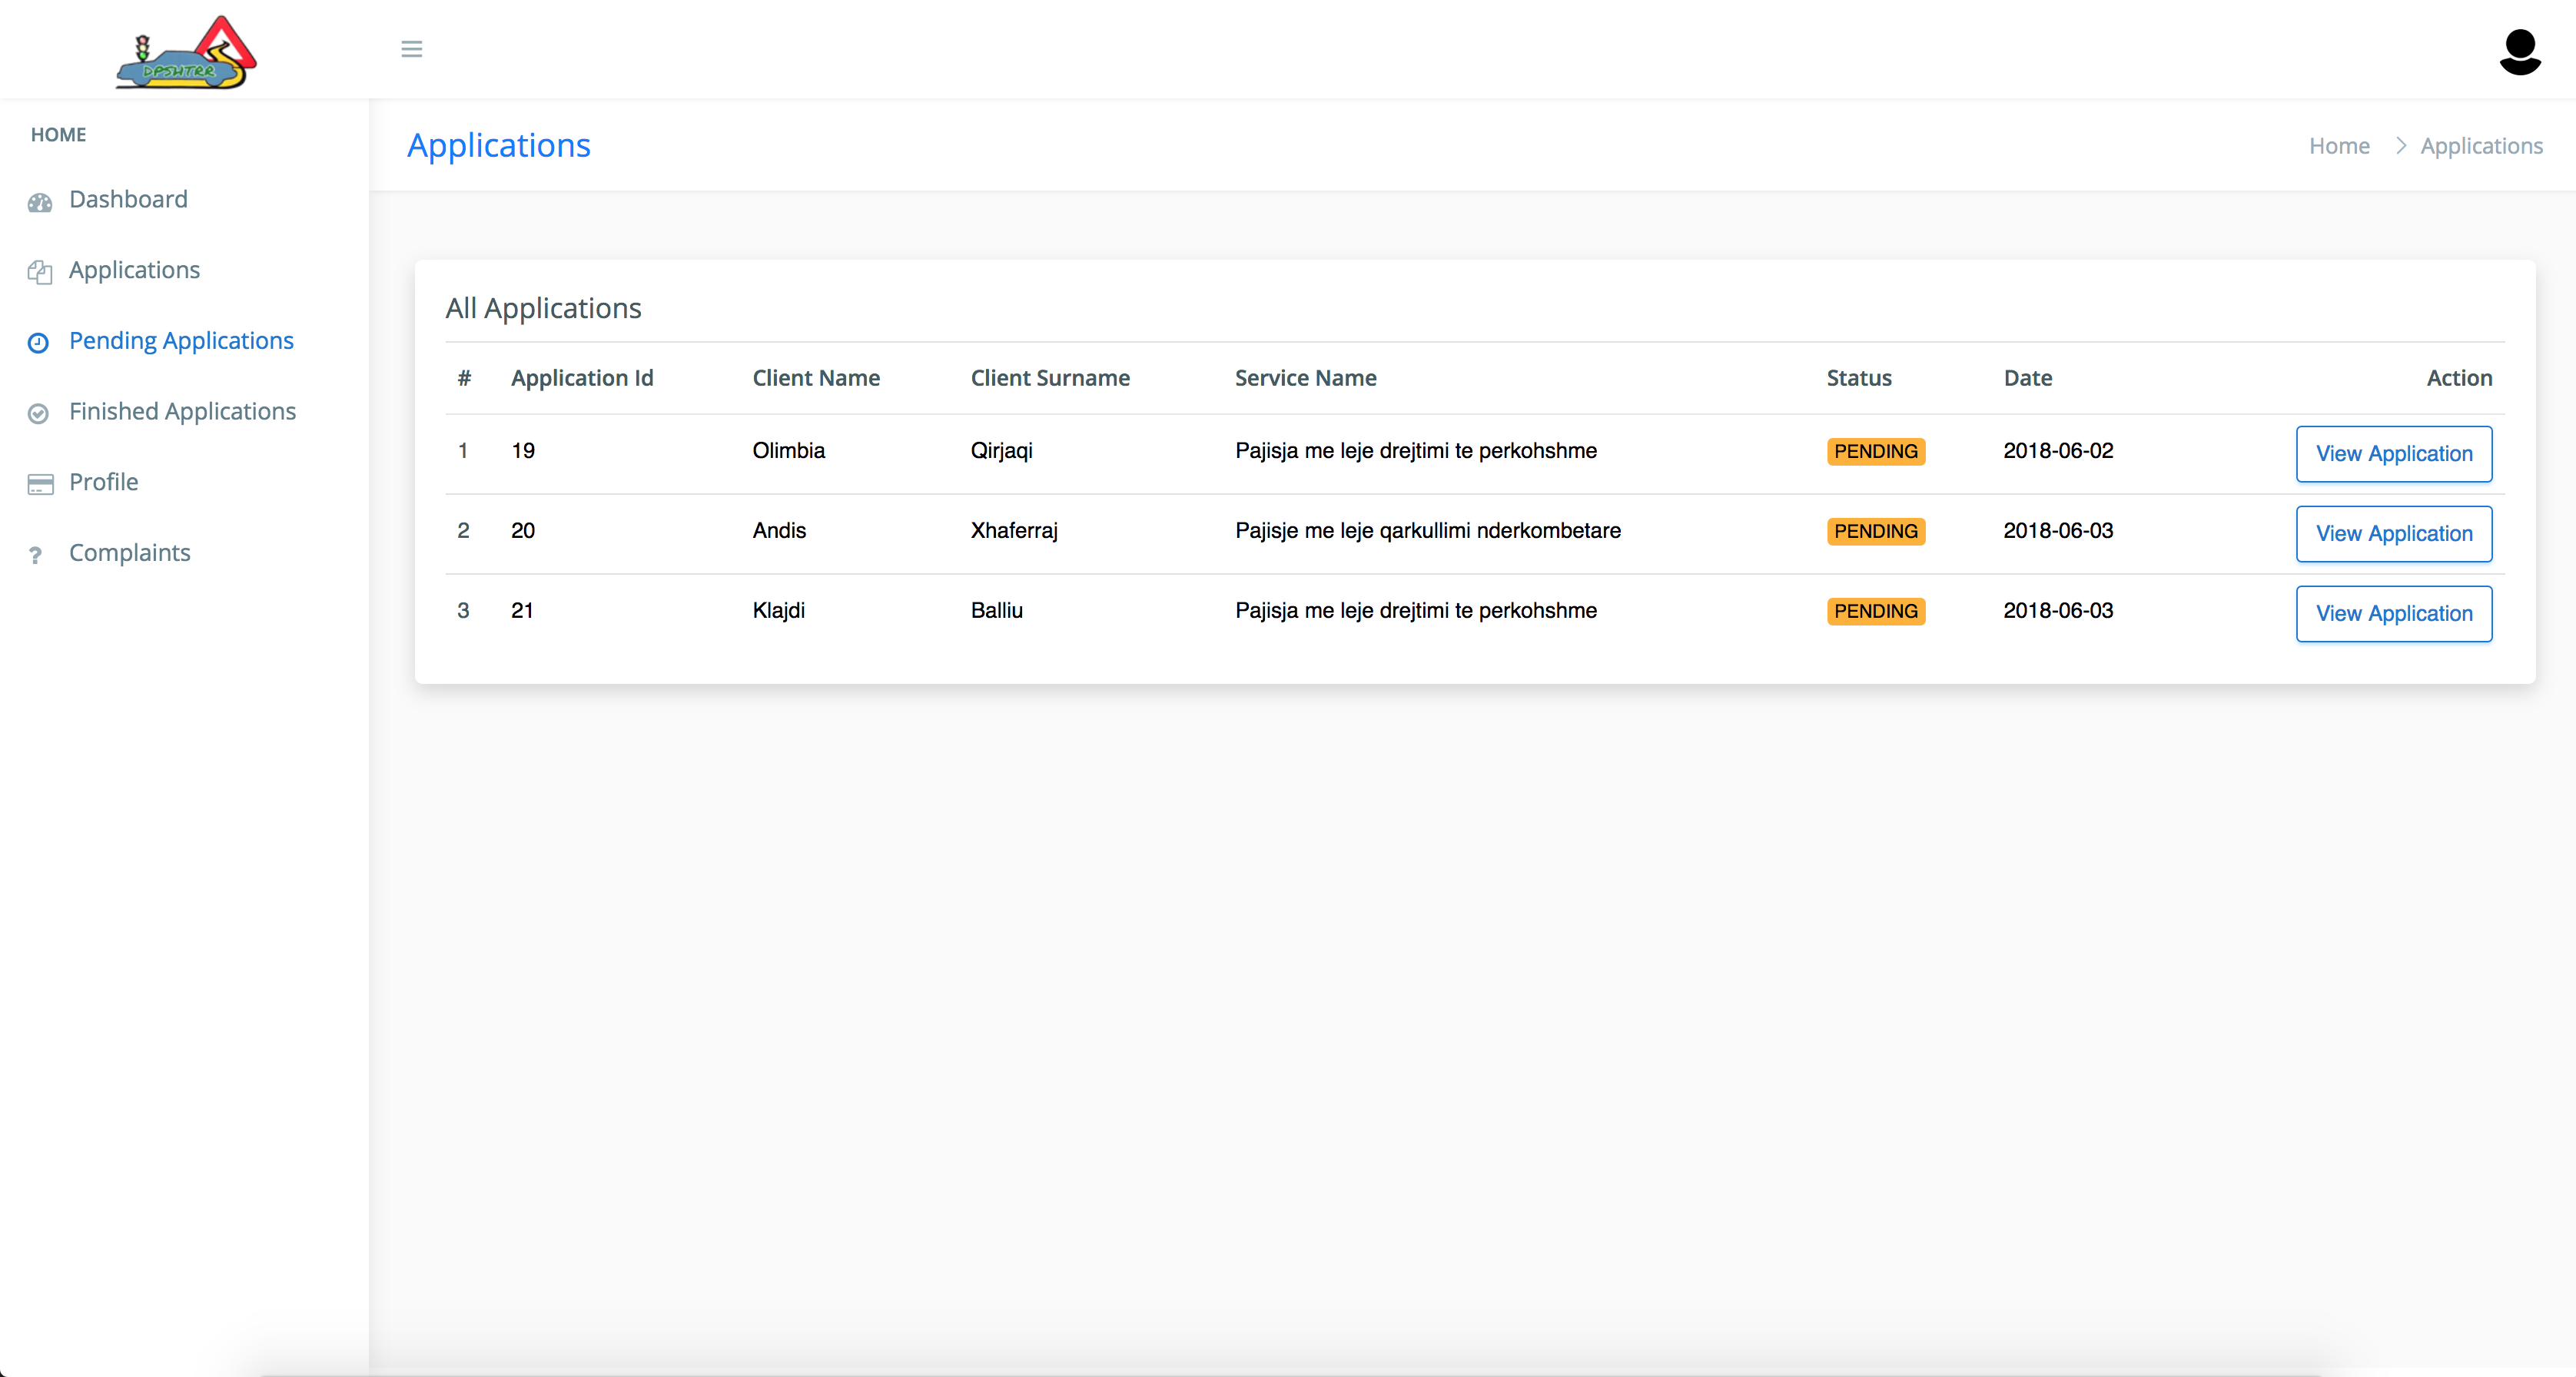 DPSHTRR
HOME
Dashboard
Applications
Pending Applications
Finished Applications
Profile
Complaints
Applications
Home > Applications
All Applications
# Application Id Client Name Client Surname Service Name Status Date Action
1 19 Olimbia Qirjaqi Pajisja me leje drejtimi te perkohshme PENDING 2018-06-02 View Application
2 20 Andis Xhaferraj Pajisje me leje qarkullimi nderkombetare PENDING 2018-06-03 View Application
3 21 Klajdi Balliu Pajisja me leje drejtimi te perkohshme PENDING 2018-06-03 View Application